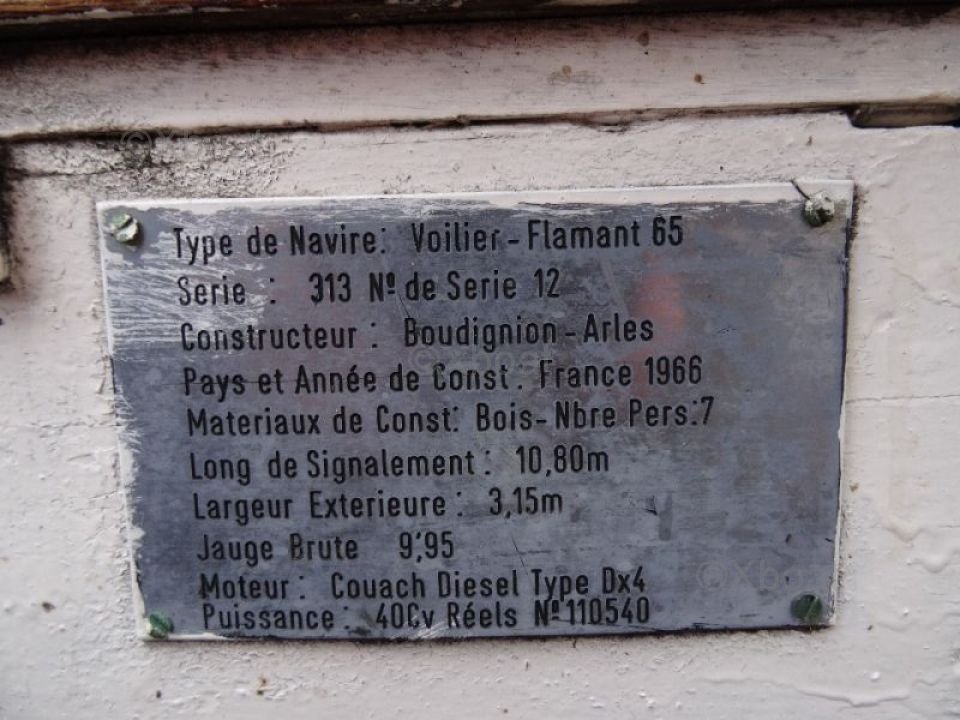 Type de Navire: Voilier - Flamant 65
Serie : 313 Nº de Serie 12
Constructeur : Boudignion - Arles
Pays et Année de Const. France 1966
Materiaux de Const: Bois - Nbre Pers:7
Long de Signalement : 10,80m
Largeur Exterieure : 3,15m
Jauge Brute 9'95
Moteur : Couach Diesel Type Dx4
Puissance : 40Cv Réels Nº 110540